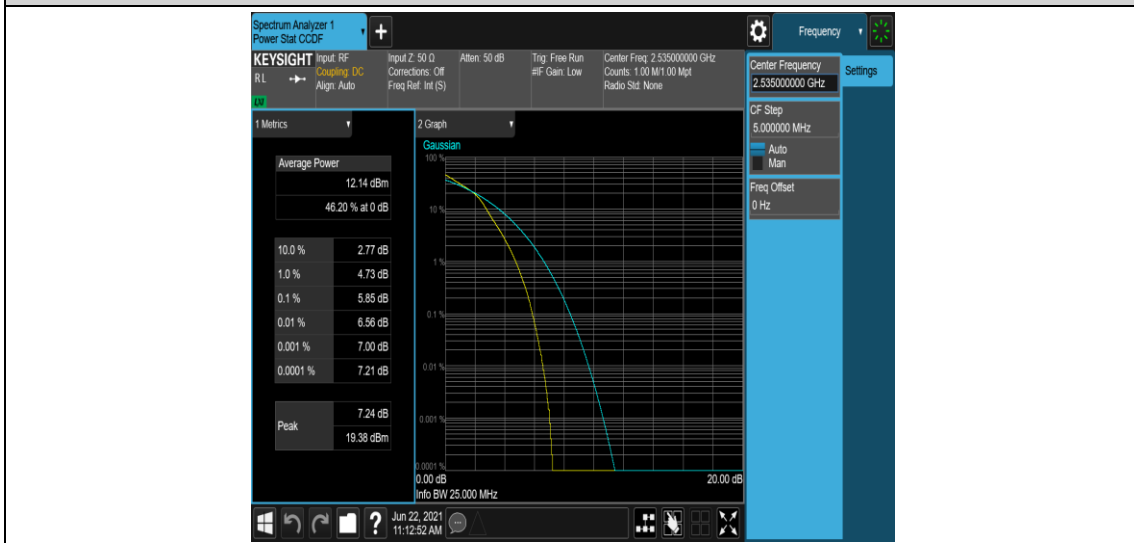 Spectrum Analyzer 1
Power Stat CCDF
+
Frequency
KEYSIGHT
RL
LXI
Input: RF
Coupling: DC
Align: Auto
Input Z: 50 Ω
Corrections: Off
Freq Ref: Int (S)
Atten: 50 dB
Trig: Free Run
#IF Gain: Low
Center Freq: 2.535000000 GHz
Counts: 1.00 M/1.00 Mpt
Radio Std: None
Center Frequency
2.535000000 GHz
Settings
CF Step
5.000000 MHz
Auto
Man
Freq Offset
0 Hz
1 Metrics
Average Power
12.14 dBm
46.20 % at 0 dB
10.0 % 2.77 dB
1.0 % 4.73 dB
0.1 % 5.85 dB
0.01 % 6.56 dB
0.001 % 7.00 dB
0.0001 % 7.21 dB
Peak 7.24 dB
19.38 dBm
2 Graph
Gaussian
100 %
10 %
1 %
0.1 %
0.01 %
0.001 %
0.0001 %
0.00 dB 20.00 dB
Info BW 25.000 MHz
?
Jun 22, 2021
11:12:52 AM